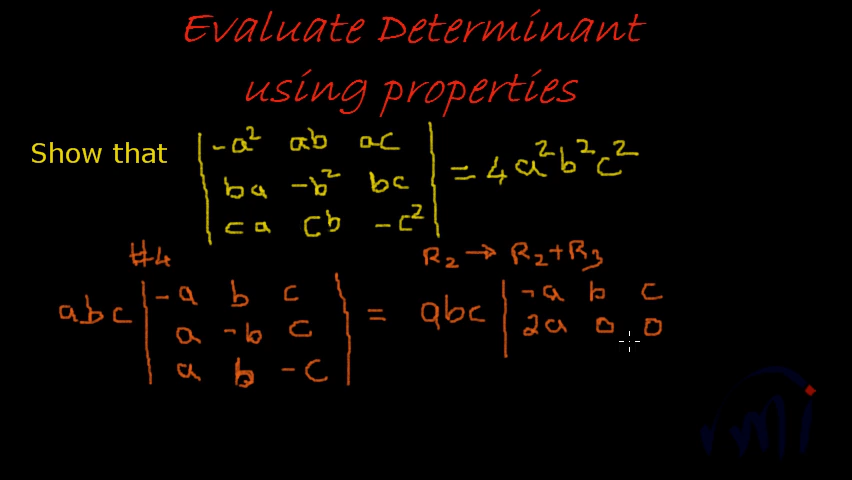 Evaluate Determinant
using properties
Show that | -a² ab ac | = 4a²b²c²
| ba -b² bc |
| ca cb -c² |
#4 R₂ → R₂+R₃
abc | -a b c | = abc | -a b c |
| a -b c | | 2a 0 0
| a b -c |
rmi